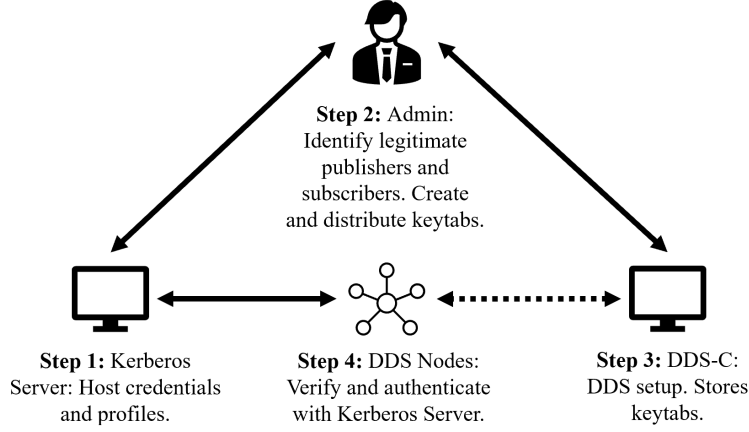 Step 2: Admin:
Identify legitimate
publishers and
subscribers. Create
and distribute keytabs.
Step 1: Kerberos
Server: Host credentials
and profiles.
Step 4: DDS Nodes:
Verify and authenticate
with Kerberos Server.
Step 3: DDS-C:
DDS setup. Stores
keytabs.